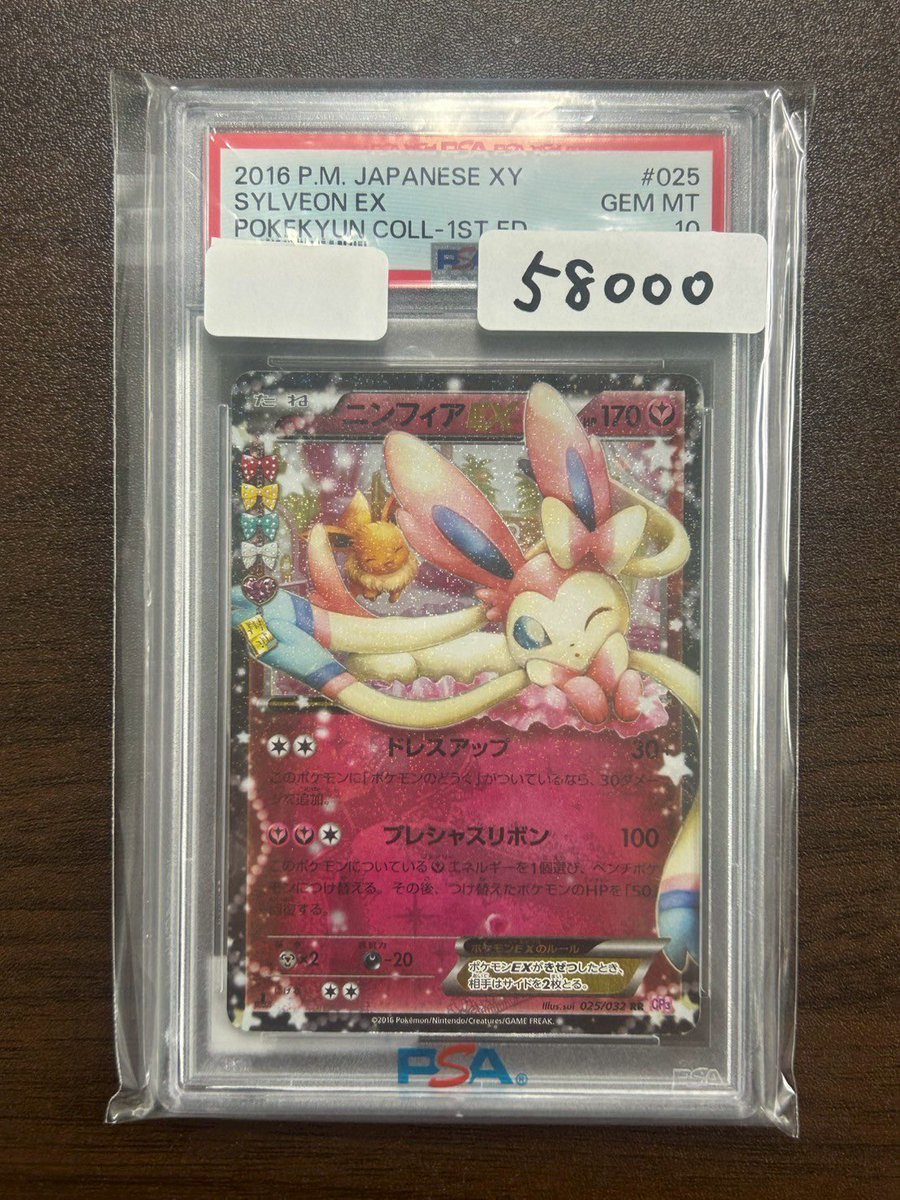 2016 P.M. JAPANESE XY #025
SYLVEON EX GEM MT
POKEKYUN COLL-1ST ED 10
PSA
58000
たね ニンフィアEX HP170
ドレスアップ 30
このポケモンに「ポケモンのどうぐ」がついているなら、30ダメー
ジを追加。
プレシャスリボン 100
このポケモンについている エネルギーを1個選び、ベンチポケ
モンにつけ替える。その後、つけ替えたポケモンのHPを「50」
回復する。
×2 抵抗力 -20
ポケモンEXのルール
ポケモンEXがきぜつしたとき、
相手はサイドを2枚とる。
Illus.sui 025/032 RR CP3
©2016 Pokémon/Nintendo/Creatures/GAME FREAK.
PSA
PSA